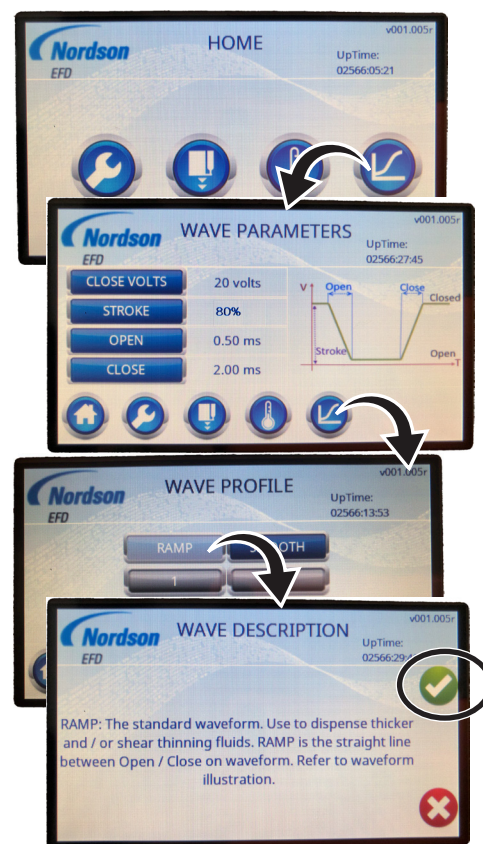 v001.005r
Nordson
EFD
HOME
UpTime:
02566:05:21
v001.005r
Nordson
EFD
WAVE PARAMETERS
UpTime:
02566:27:45
CLOSE VOLTS 20 volts
STROKE 80%
OPEN 0.50 ms
CLOSE 2.00 ms
V Open Close
Closed
Stroke
Open
T
v001.005r
Nordson
EFD
WAVE PROFILE
UpTime:
02566:13:53
RAMP
1
v001.005r
Nordson
EFD
WAVE DESCRIPTION
UpTime:
RAMP: The standard waveform. Use to dispense thicker
and / or shear thinning fluids. RAMP is the straight line
between Open / Close on waveform. Refer to waveform
illustration.